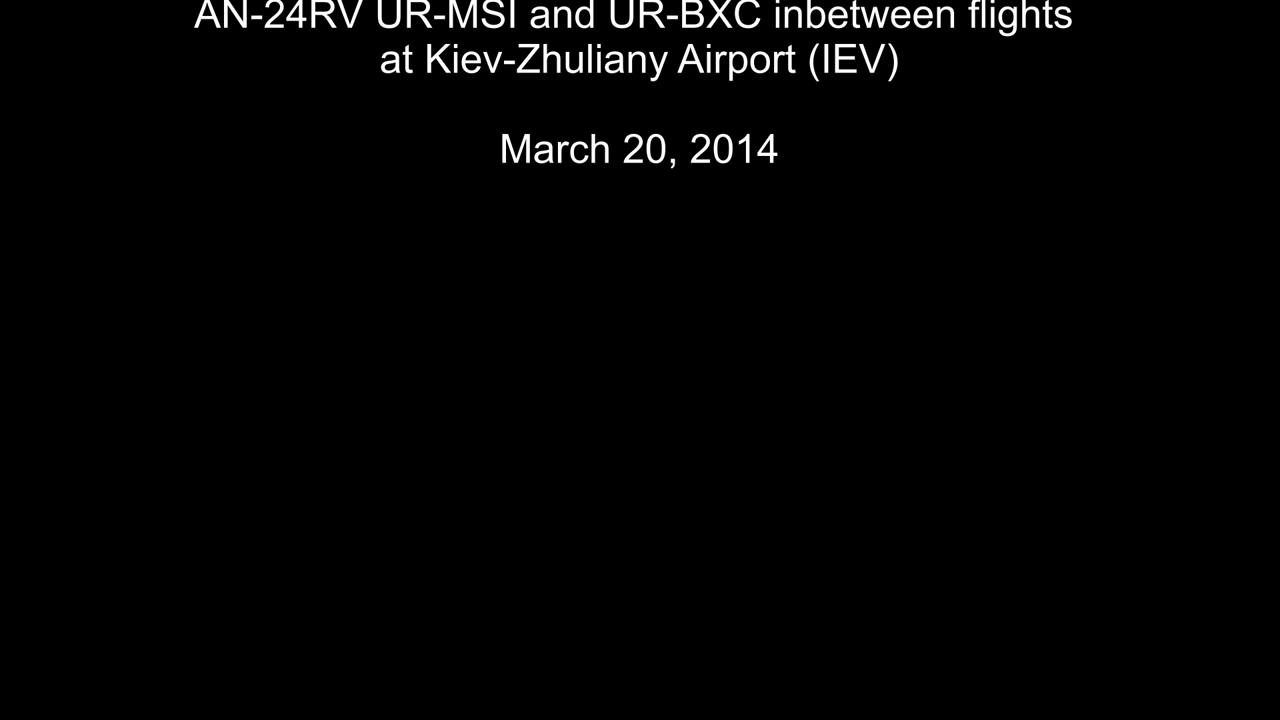 AN-24RV UR-MSI and UR-BXC inbetween flights
at Kiev-Zhuliany Airport (IEV)
March 20, 2014